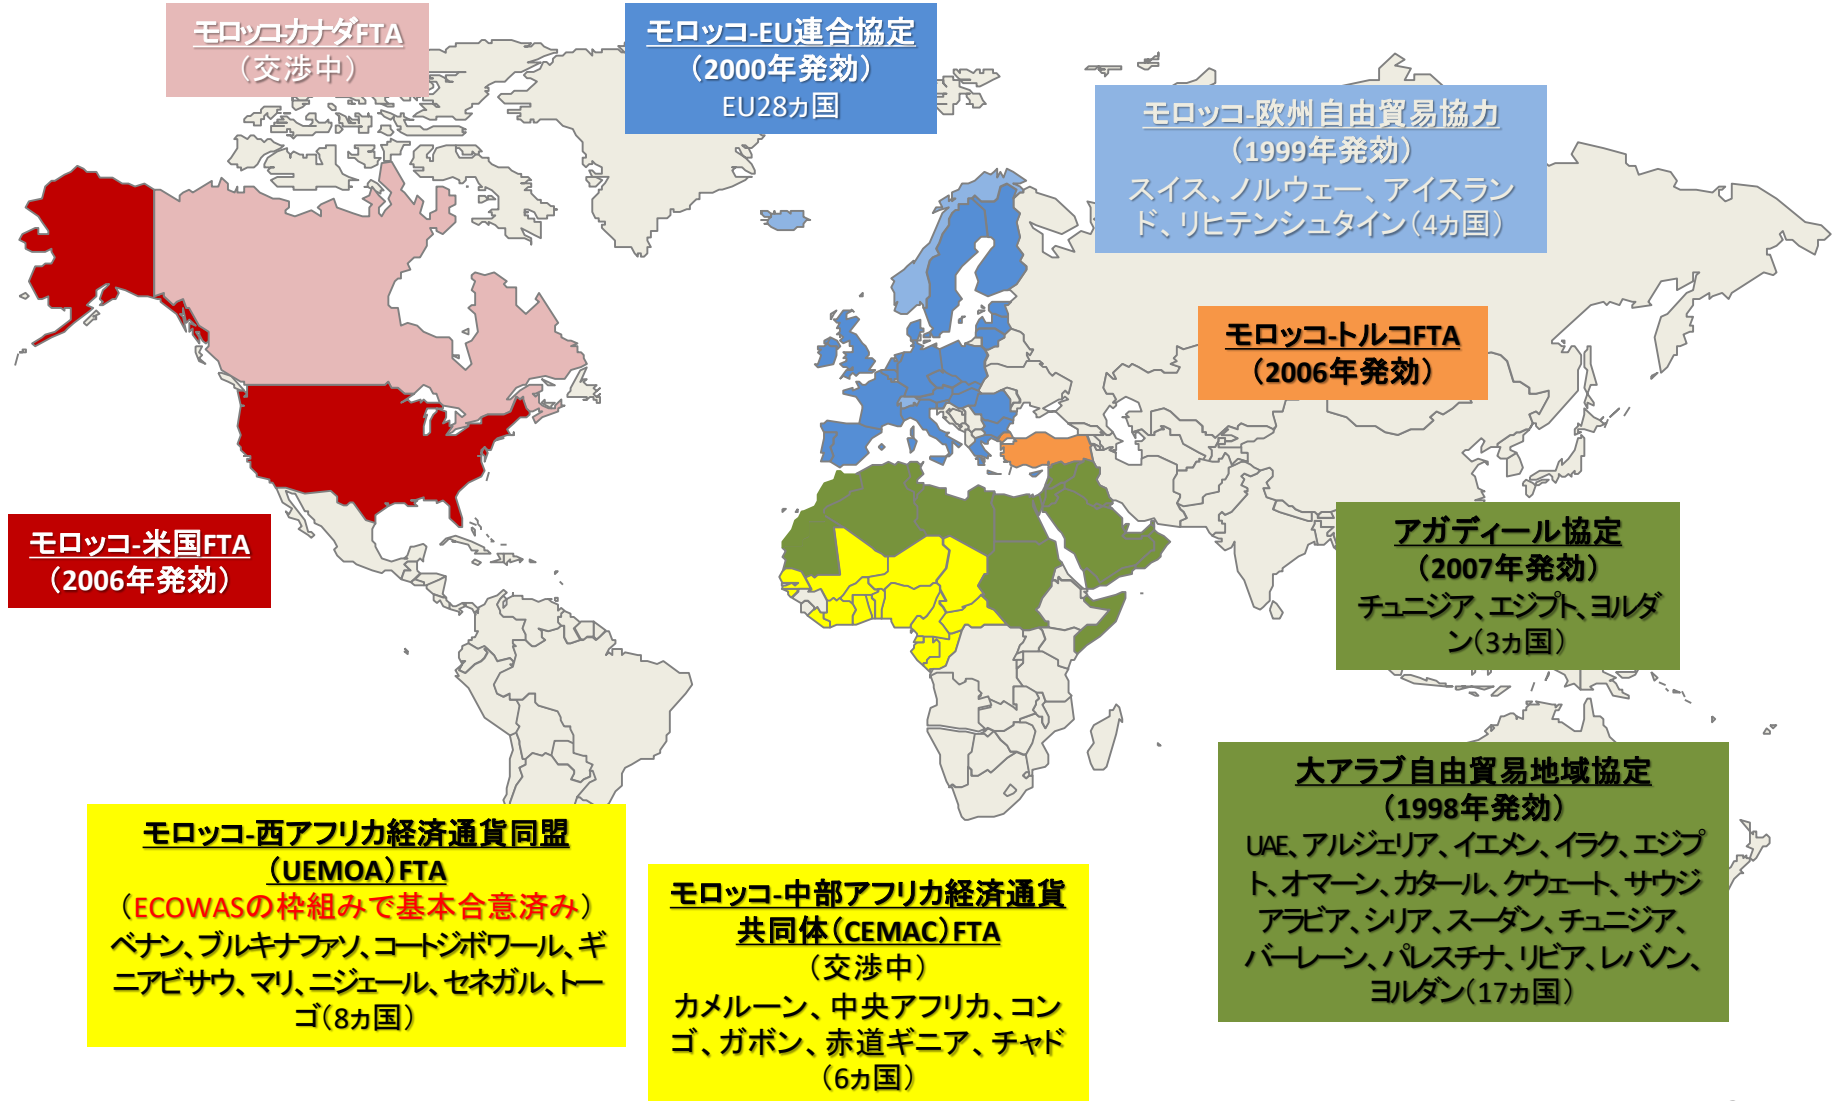 モロッコ-カナダFTA
（交渉中）
モロッコ-EU連合協定
（2000年発効）
EU28ヵ国
モロッコ-欧州自由貿易協力
（1999年発効）
スイス、ノルウェー、アイスラン
ド、リヒテンシュタイン（4ヵ国）
モロッコ-トルコFTA
（2006年発効）
モロッコ-米国FTA
（2006年発効）
アガディール協定
（2007年発効）
チュニジア、エジプト、ヨルダ
ン（3ヵ国）
大アラブ自由貿易地域協定
（1998年発効）
UAE、アルジェリア、イエメン、イラク、エジプ
ト、オマーン、カタール、クウェート、サウジ
アラビア、シリア、スーダン、チュニジア、
バーレーン、パレスチナ、リビア、レバノン、
ヨルダン（17ヵ国）
モロッコ-西アフリカ経済通貨同盟
（UEMOA）FTA
（ECOWASの枠組みで基本合意済み）
ベナン、ブルキナファソ、コートジボワール、ギ
ニアビサウ、マリ、ニジェール、セネガル、トー
ゴ（8ヵ国）
モロッコ-中部アフリカ経済通貨
共同体（CEMAC）FTA
（交渉中）
カメルーン、中央アフリカ、コン
ゴ、ガボン、赤道ギニア、チャド
（6ヵ国）